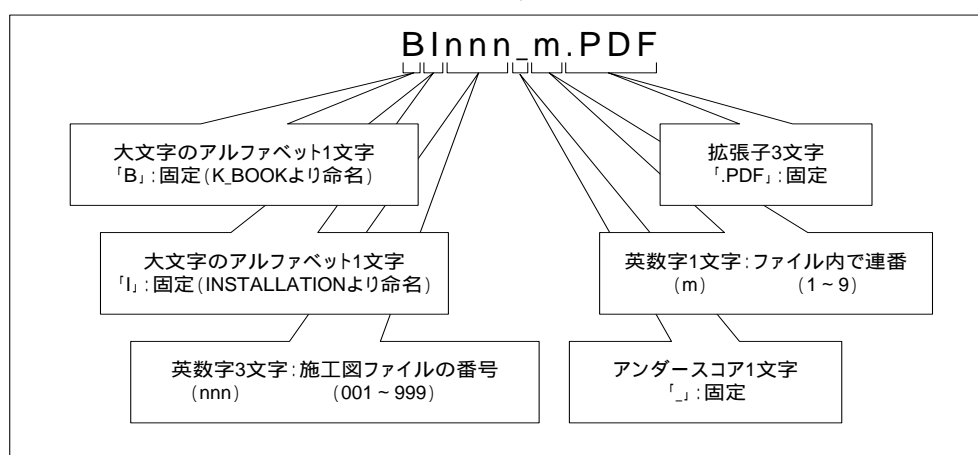 BInnn_m.PDF
大文字のアルファベット1文字
「B」:固定(K_BOOKより命名)
拡張子3文字
「.PDF」:固定
大文字のアルファベット1文字
「I」:固定(INSTALLATIONより命名)
英数字1文字:ファイル内で連番
(m) (1~9)
英数字3文字:施工図ファイルの番号
(nnn) (001~999)
アンダースコア1文字
「_」:固定